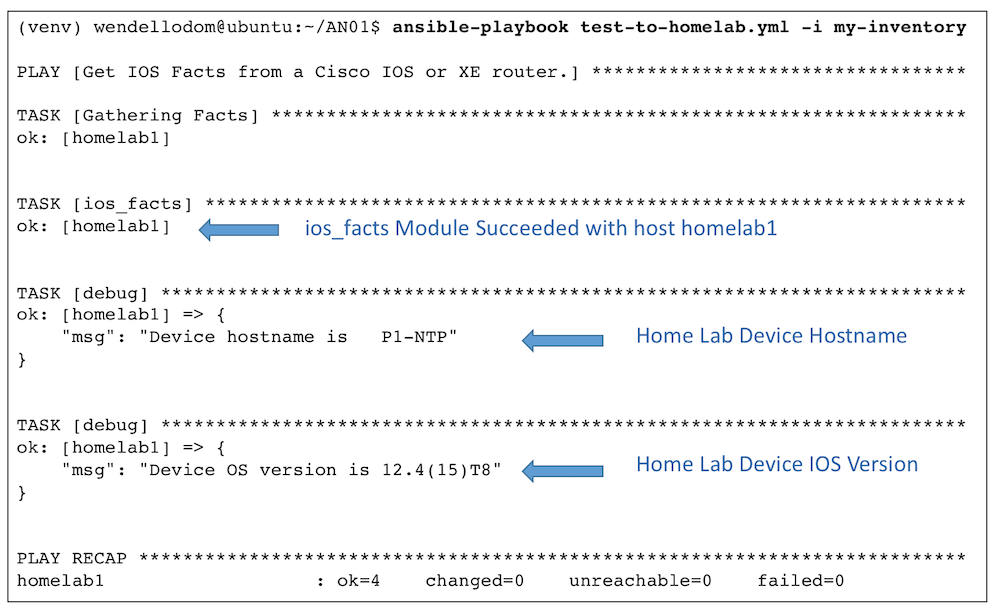 (venv) wendellodom@ubuntu:~/AN01$ ansible-playbook test-to-homelab.yml -i my-inventory
PLAY [Get IOS Facts from a Cisco IOS or XE router.] **********************************
TASK [Gathering Facts] ***************************************************************
ok: [homelab1]
TASK [ios_facts] *********************************************************************
ok: [homelab1]
ios_facts Module Succeeded with host homelab1
TASK [debug] *************************************************************************
ok: [homelab1] => {
    "msg": "Device hostname is   P1-NTP"
Home Lab Device Hostname
}
TASK [debug] *************************************************************************
ok: [homelab1] => {
    "msg": "Device OS version is 12.4(15)T8"
Home Lab Device IOS Version
}
PLAY RECAP ***************************************************************************
homelab1                   : ok=4    changed=0    unreachable=0    failed=0